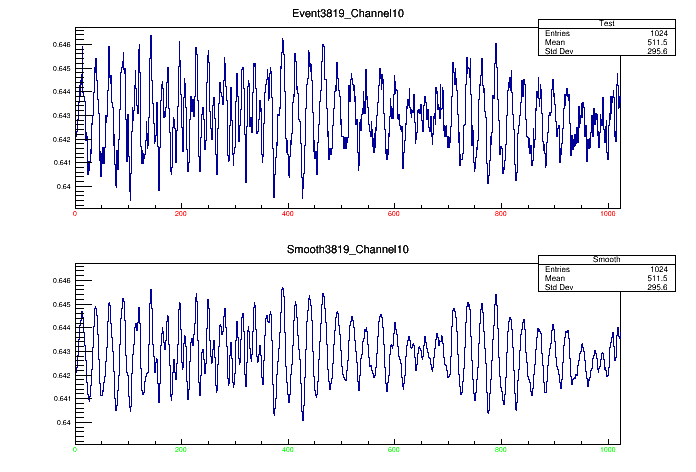 Event3819_Channel10
Test
Entries 1024
Mean 511.5
Std Dev 295.6
0.646
0.645
0.644
0.643
0.642
0.641
0.64
0 200 400 600 800 1000
Smooth3819_Channel10
Smooth
Entries 1024
Mean 511.5
Std Dev 295.6
0.646
0.645
0.644
0.643
0.642
0.641
0.64
0 200 400 600 800 1000